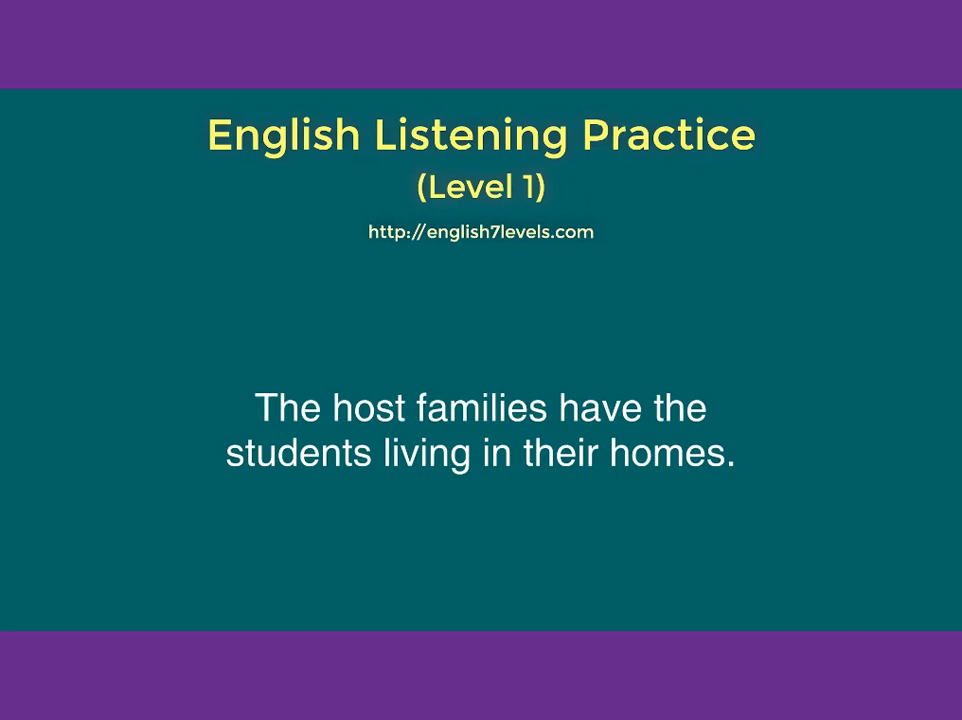 English Listening Practice
(Level 1)
http://english7levels.com
The host families have the
students living in their homes.